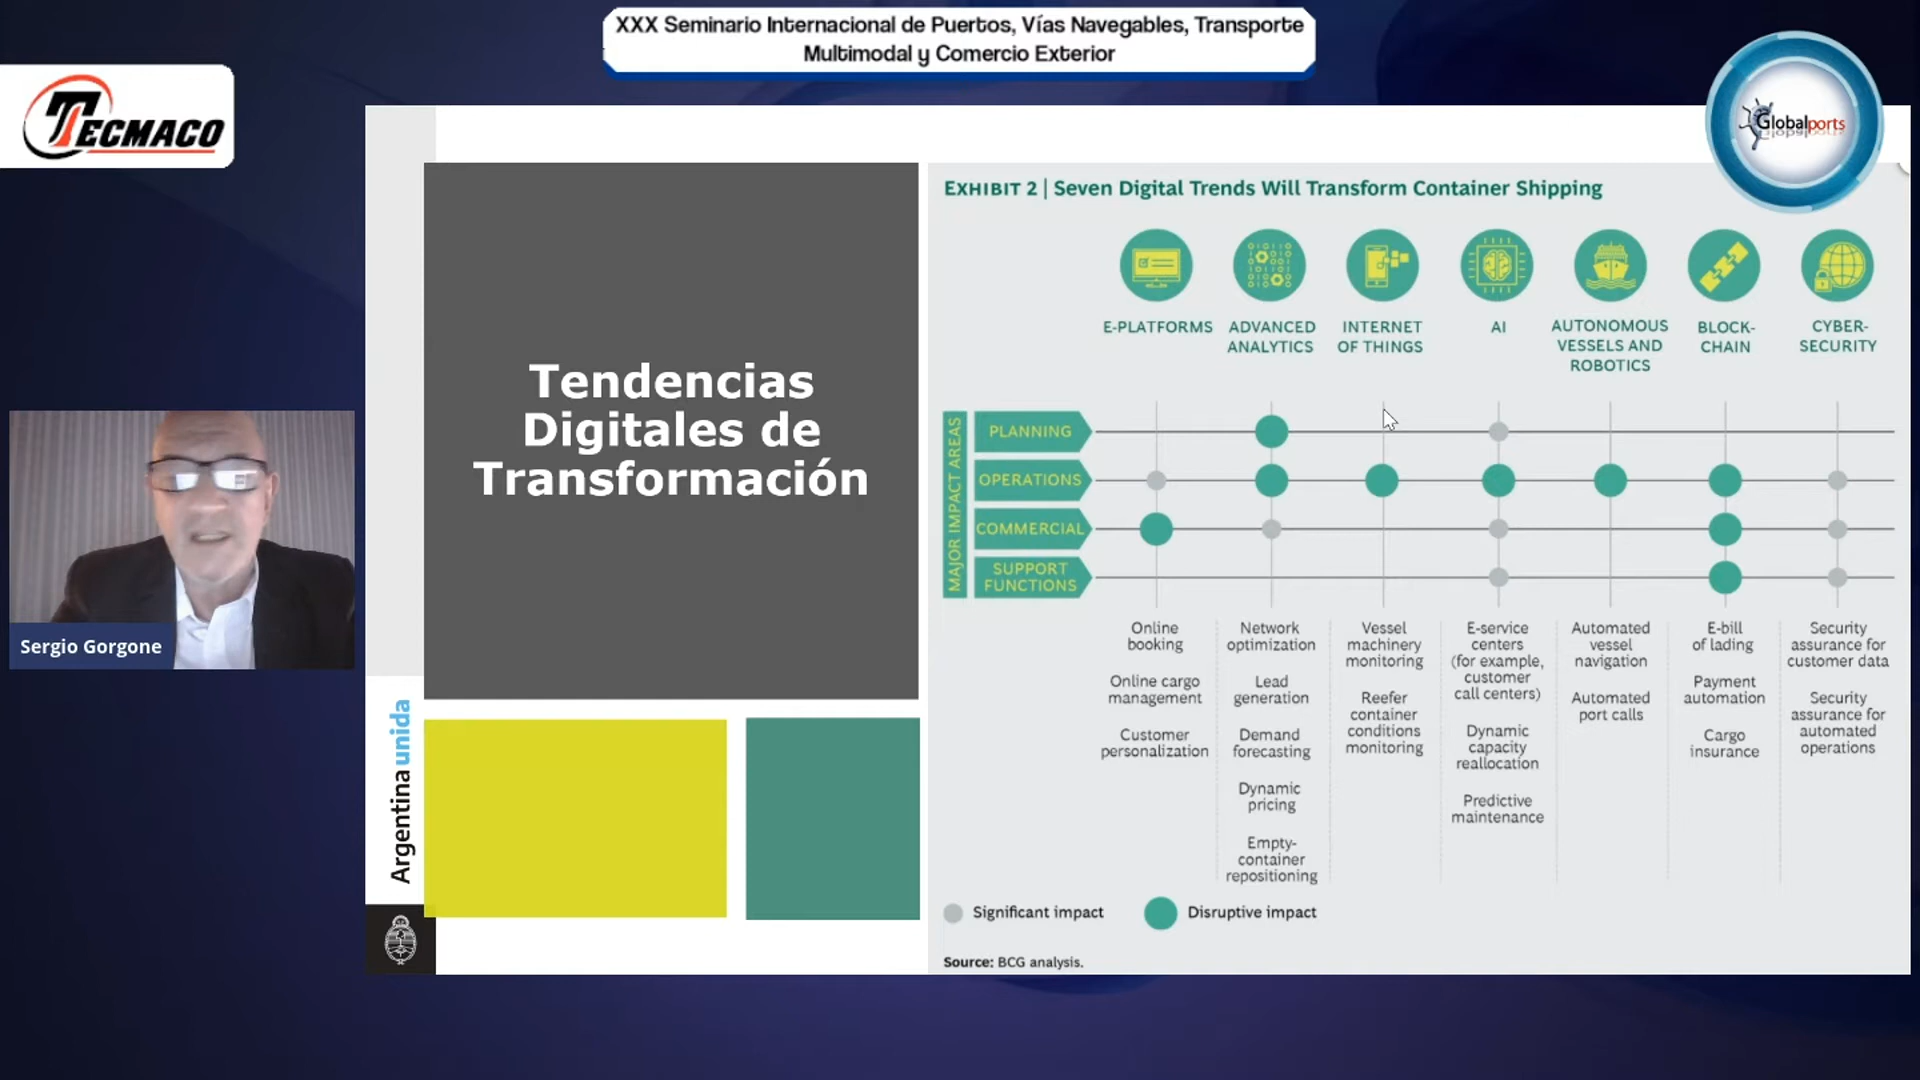 XXX Seminario Internacional de Puertos, Vías Navegables, Transporte
Multimodal y Comercio Exterior
TECMACO
Globalports
Sergio Gorgone
Argentina unida
Tendencias
Digitales de
Transformación
EXHIBIT 2 | Seven Digital Trends Will Transform Container Shipping
E-PLATFORMS
ADVANCED
ANALYTICS
INTERNET
OF THINGS
AI
AUTONOMOUS
VESSELS AND
ROBOTICS
BLOCK-
CHAIN
CYBER-
SECURITY
MAJOR IMPACT AREAS
PLANNING
OPERATIONS
COMMERCIAL
SUPPORT
FUNCTIONS
Online
booking
Online cargo
management
Customer
personalization
Network
optimization
Lead
generation
Demand
forecasting
Dynamic
pricing
Empty-
container
repositioning
Vessel
machinery
monitoring
Reefer
container
conditions
monitoring
E-service
centers
(for example,
customer
call centers)
Dynamic
capacity
reallocation
Predictive
maintenance
Automated
vessel
navigation
Automated
port calls
E-bill
of lading
Payment
automation
Cargo
insurance
Security
assurance for
customer data
Security
assurance for
automated
operations
Significant impact
Disruptive impact
Source: BCG analysis.